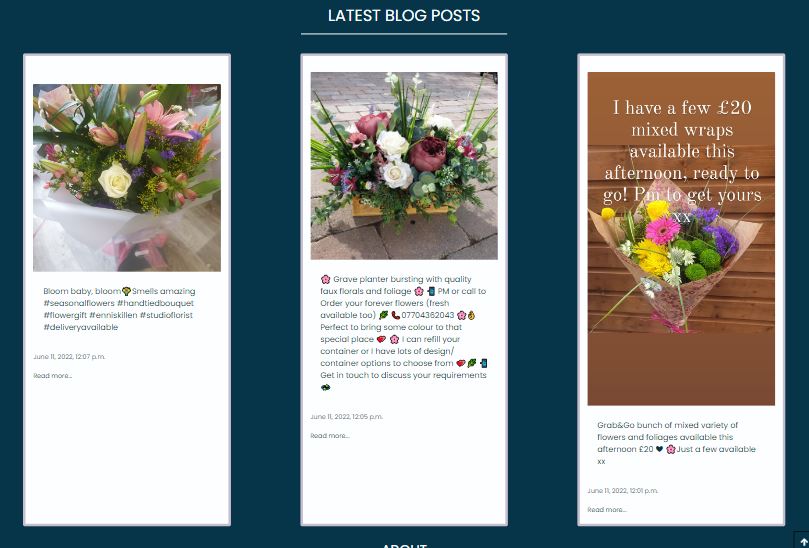 LATEST BLOG POSTS
Bloom baby, bloom💐Smells amazing
#seasonalflowers #handtiedbouquet
#flowergift #enniskillen #studioflorist
#deliveryavailable
June 11, 2022, 12:07 p.m.
Read more...
🌸 Grave planter bursting with quality
faux florals and foliage 🌸 📲 PM or call to
Order your forever flowers (fresh
available too) 🌿 📞07704362043 🌸👌
Perfect to bring some colour to that
special place ❤️ 🌸 I can refill your
container or I have lots of design/
container options to choose from ❤️ 🌿 📲
Get in touch to discuss your requirements
I have a few £20
mixed wraps
available this
afternoon, ready to
go! Pm to get yours
xx
Grab&Go bunch of mixed variety of
flowers and foliages available this
afternoon £20 🖤 🌸Just a few available
xx
June 11, 2022, 12:05 p.m.
Read more...
June 11, 2022, 12:01 p.m.
Read more...
ABOUT